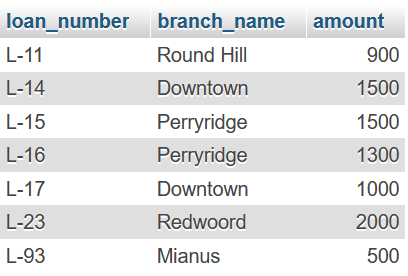 loan_number branch_name amount
L-11 Round Hill 900
L-14 Downtown 1500
L-15 Perryridge 1500
L-16 Perryridge 1300
L-17 Downtown 1000
L-23 Redwoord 2000
L-93 Mianus 500